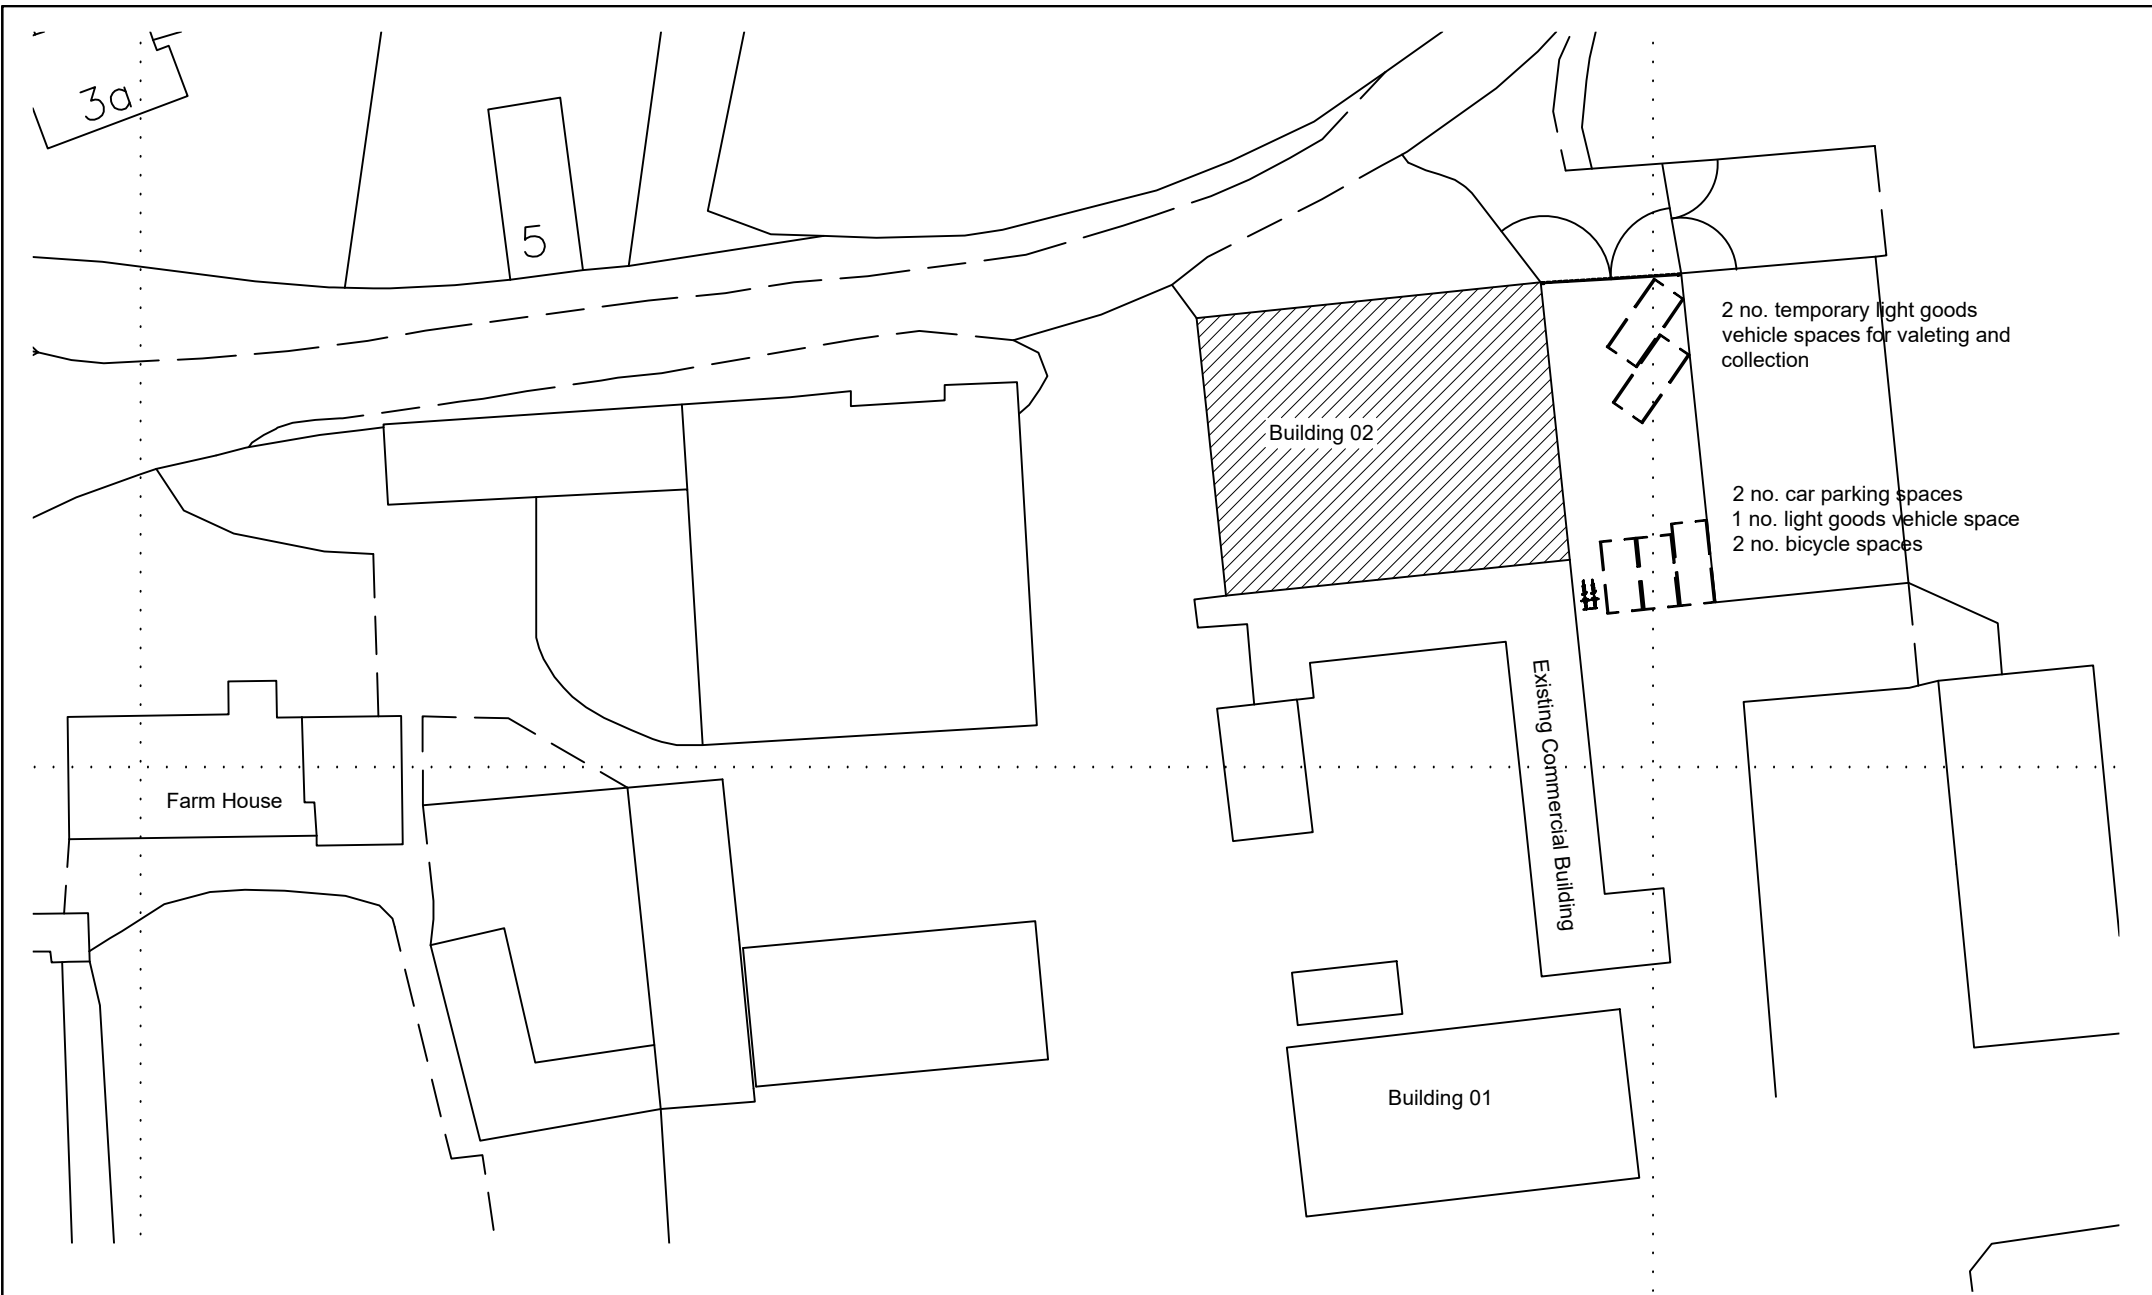 3a
5
2 no. temporary light goods
vehicle spaces for valeting and
collection
Building 02
2 no. car parking spaces
1 no. light goods vehicle space
2 no. bicycle spaces
Existing Commercial Building
Farm House
Building 01